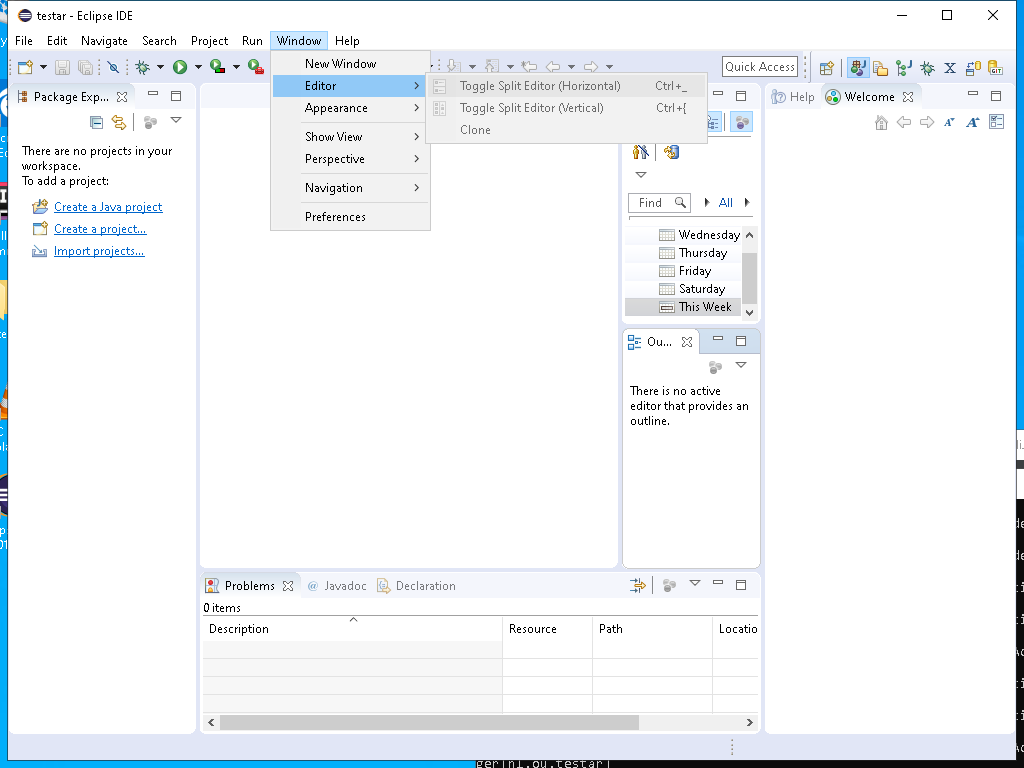 testar - Eclipse IDE
File Edit Navigate Search Project Run Window Help
Quick Access
New Window
Editor
Appearance
Show View
Perspective
Navigation
Preferences
Toggle Split Editor (Horizontal) Ctrl+_
Toggle Split Editor (Vertical) Ctrl+{
Clone
Package Exp...
There are no projects in your
workspace.
To add a project:
Create a Java project
Create a project...
Import projects...
Find All
Wednesday
Thursday
Friday
Saturday
This Week
Ou...
There is no active
editor that provides an
outline.
Help Welcome
Problems @ Javadoc Declaration
0 items
Description Resource Path Locatio